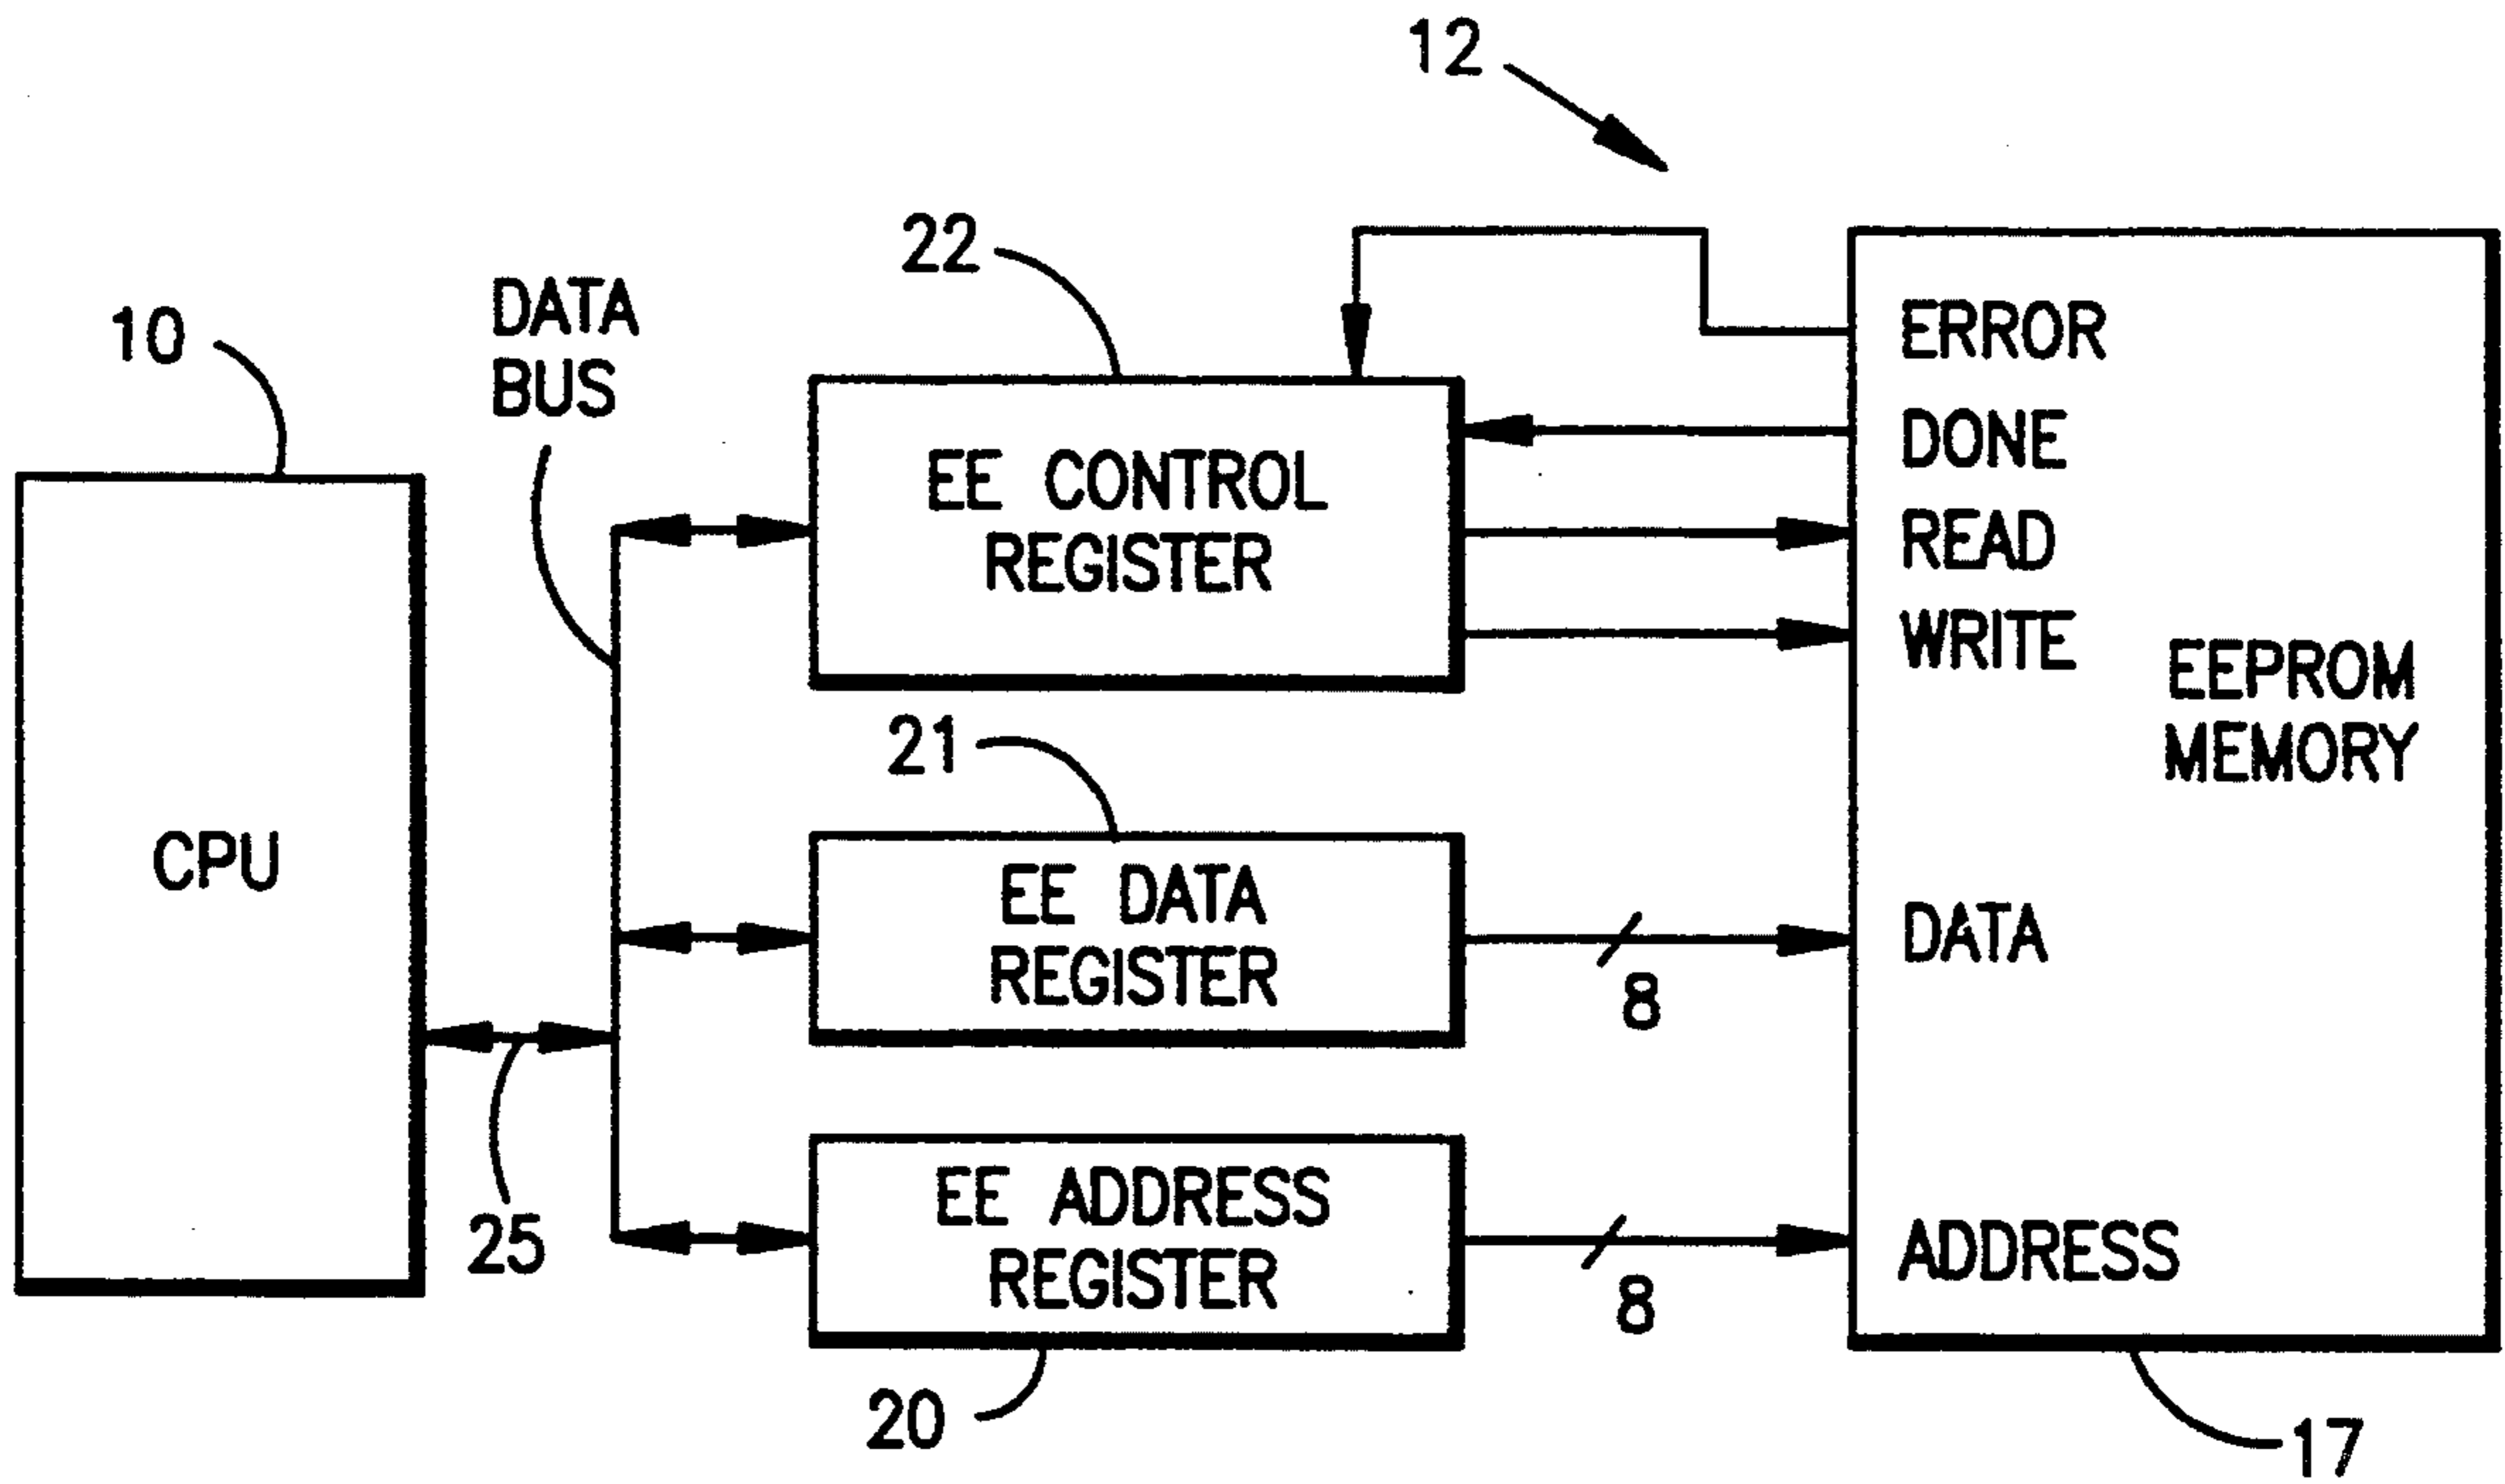 12
22
DATA
BUS
10
ERROR
DONE
READ
WRITE
EE CONTROL
REGISTER
EEPROM
MEMORY
21
CPU
EE DATA
REGISTER
8
DATA
25
EE ADDRESS
REGISTER
8
ADDRESS
20
17